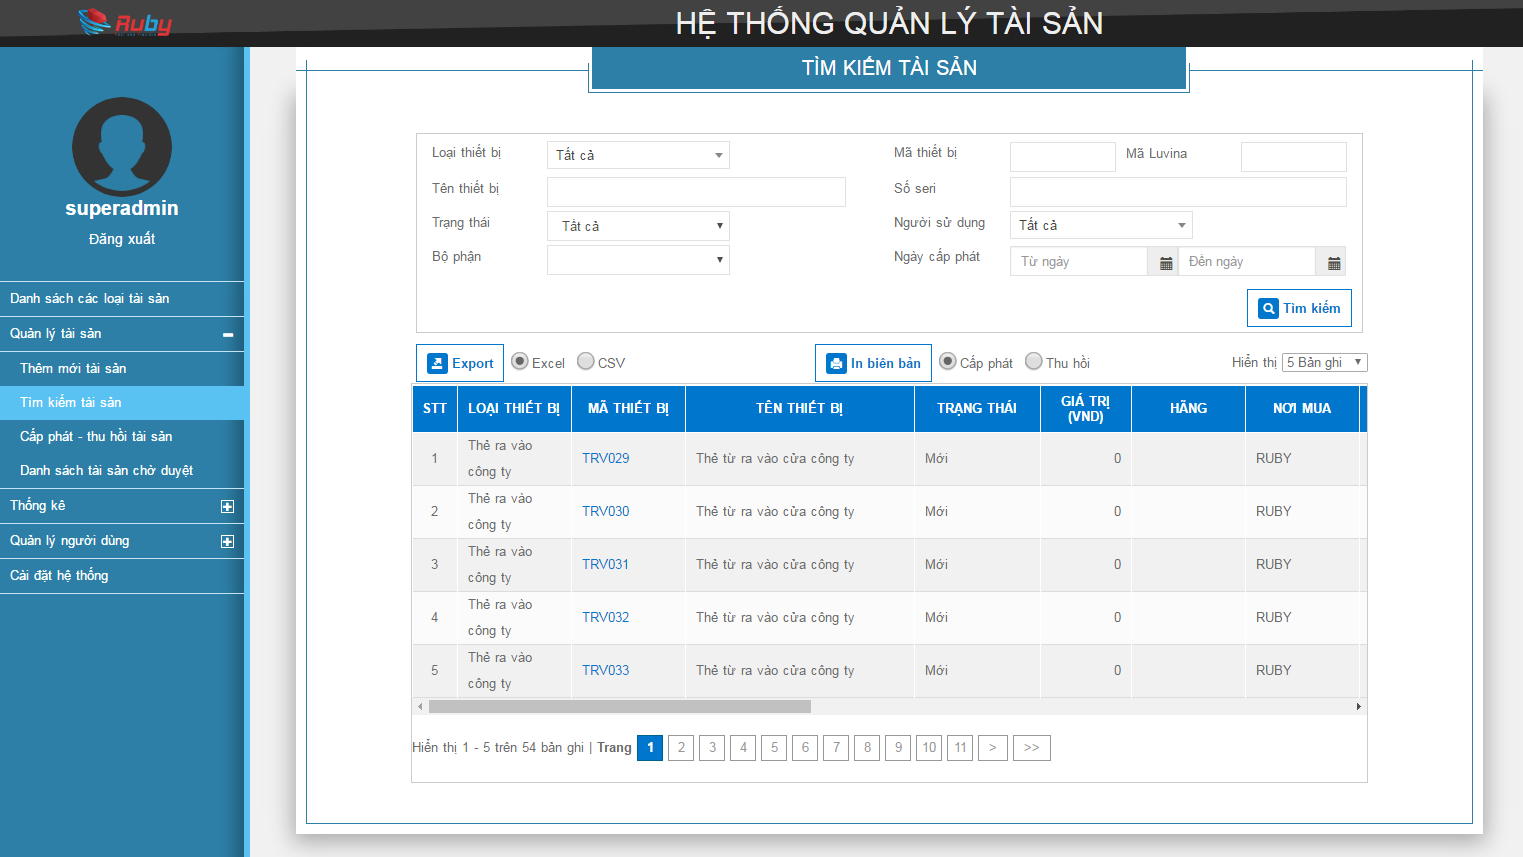 Ruby
HỆ THỐNG QUẢN LÝ TÀI SẢN
superadmin
Đăng xuất
Danh sách các loại tài sản
Quản lý tài sản
Thêm mới tài sản
Tìm kiếm tài sản
Cấp phát - thu hồi tài sản
Danh sách tài sản chờ duyệt
Thống kê
Quản lý người dùng
Cài đặt hệ thống
TÌM KIẾM TÀI SẢN
Loại thiết bị Tất cả Mã thiết bị Mã Luvina
Tên thiết bị Số seri
Trạng thái Tất cả Người sử dụng Tất cả
Bộ phận Ngày cấp phát Từ ngày Đến ngày
Tìm kiếm
Export Excel CSV In biên bản Cấp phát Thu hồi Hiển thị 5 Bản ghi
STT LOẠI THIẾT BỊ MÃ THIẾT BỊ TÊN THIẾT BỊ TRẠNG THÁI GIÁ TRỊ (VND) HÃNG NƠI MUA
1 Thẻ ra vào công ty TRV029 Thẻ từ ra vào cửa công ty Mới 0 RUBY
2 Thẻ ra vào công ty TRV030 Thẻ từ ra vào cửa công ty Mới 0 RUBY
3 Thẻ ra vào công ty TRV031 Thẻ từ ra vào cửa công ty Mới 0 RUBY
4 Thẻ ra vào công ty TRV032 Thẻ từ ra vào cửa công ty Mới 0 RUBY
5 Thẻ ra vào công ty TRV033 Thẻ từ ra vào cửa công ty Mới 0 RUBY
Hiển thị 1 - 5 trên 54 bản ghi | Trang 1 2 3 4 5 6 7 8 9 10 11 > >>